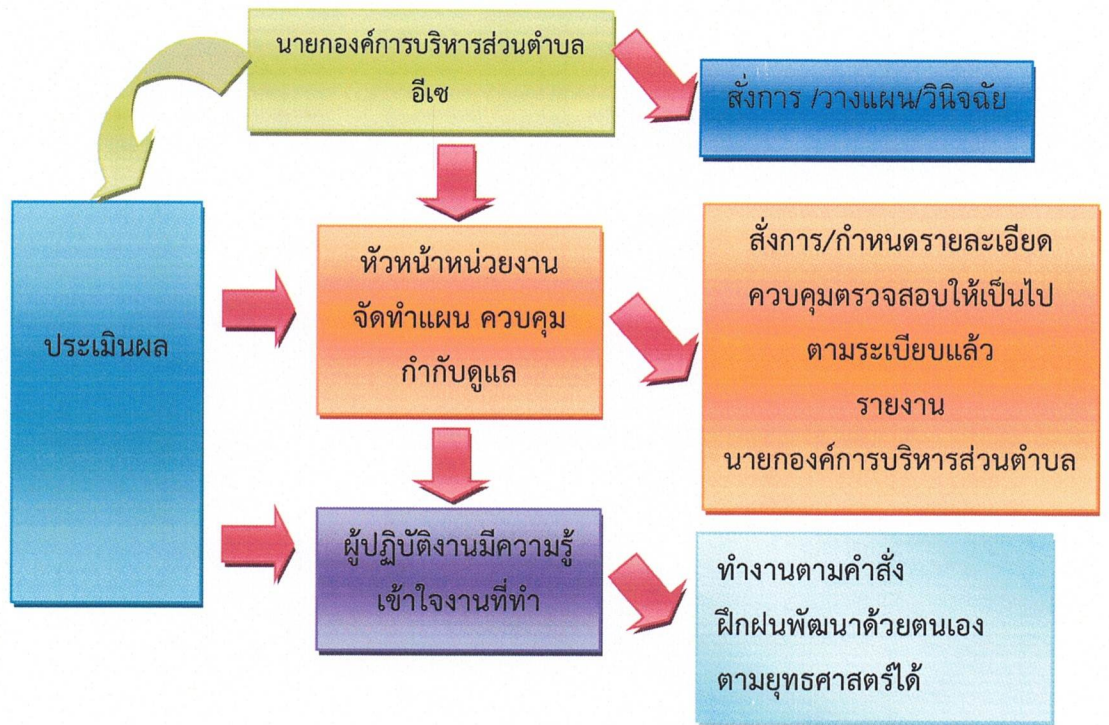 นายกองค์การบริหารส่วนตำบล
อีเซ
สั่งการ /วางแผน/วินิจฉัย
ประเมินผล
หัวหน้าหน่วยงาน
จัดทำแผน ควบคุม
กำกับดูแล
สั่งการ/กำหนดรายละเอียด
ควบคุมตรวจสอบให้เป็นไป
ตามระเบียบแล้ว
รายงาน
นายกองค์การบริหารส่วนตำบล
ผู้ปฏิบัติงานมีความรู้
เข้าใจงานที่ทำ
ทำงานตามคำสั่ง
ฝึกฝนพัฒนาด้วยตนเอง
ตามยุทธศาสตร์ได้